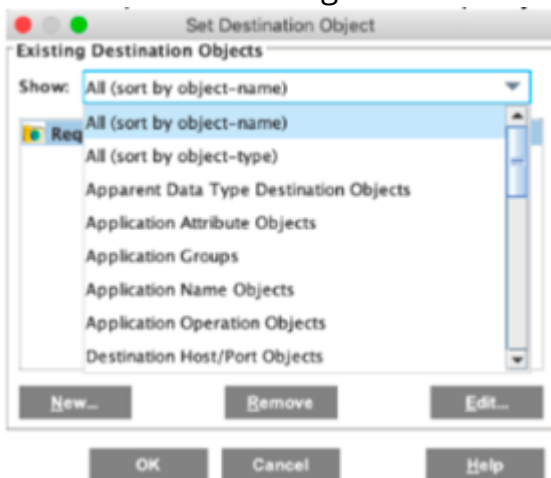 Set Destination Object
Existing Destination Objects
Show: All (sort by object-name)
Req
All (sort by object-name)
All (sort by object-type)
Apparent Data Type Destination Objects
Application Attribute Objects
Application Groups
Application Name Objects
Application Operation Objects
Destination Host/Port Objects
New... Remove Edit...
OK Cancel Help